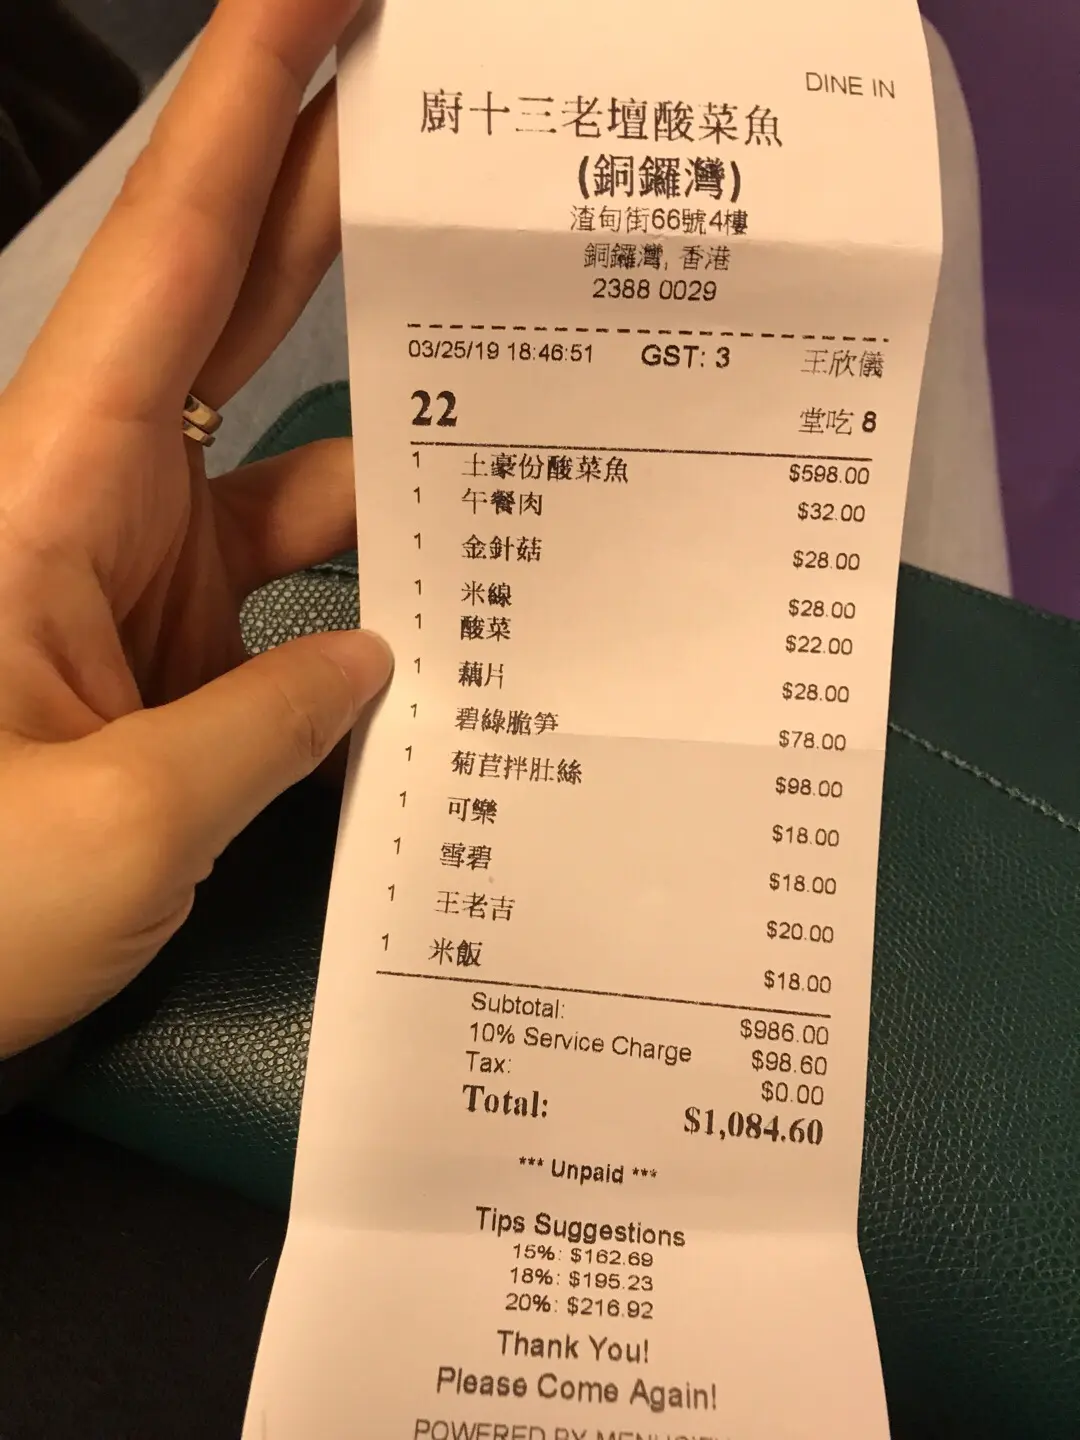 DINE IN
廚十三老壇酸菜魚
(銅鑼灣)
渣甸街66號4樓
銅鑼灣, 香港
2388 0029
03/25/19 18:46:51 GST: 3 王欣儀
22 堂吃 8
1 土豪份酸菜魚 $598.00
1 午餐肉 $32.00
1 金針菇 $28.00
1 米線 $28.00
1 酸菜 $22.00
1 藕片 $28.00
1 碧綠脆笋 $78.00
1 菊苣拌肚絲 $98.00
1 可樂 $18.00
1 雪碧 $18.00
1 王老吉 $20.00
1 米飯 $18.00
Subtotal: $986.00
10% Service Charge $98.60
Tax: $0.00
Total: $1,084.60
*** Unpaid ***
Tips Suggestions
15%: $162.69
18%: $195.23
20%: $216.92
Thank You!
Please Come Again!
POWERED BY